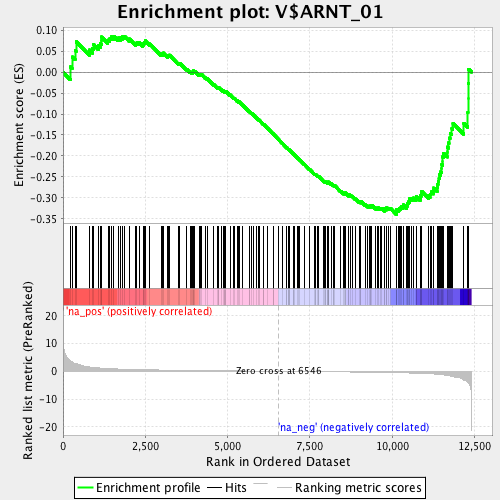 Enrichment plot: V$ARNT_01
Enrichment score (ES)
0.10
0.05
0.00
-0.05
-0.10
-0.15
-0.20
-0.25
-0.30
-0.35
'na_pos' (positively correlated)
Ranked list metric (PreRanked)
20
10
0
-10
-20
Zero cross at 6546
'na_neg' (negatively correlated)
0
2,500
5,000
7,500
10,000
12,500
Rank in Ordered Dataset
Enrichment profile
Hits
Ranking metric scores